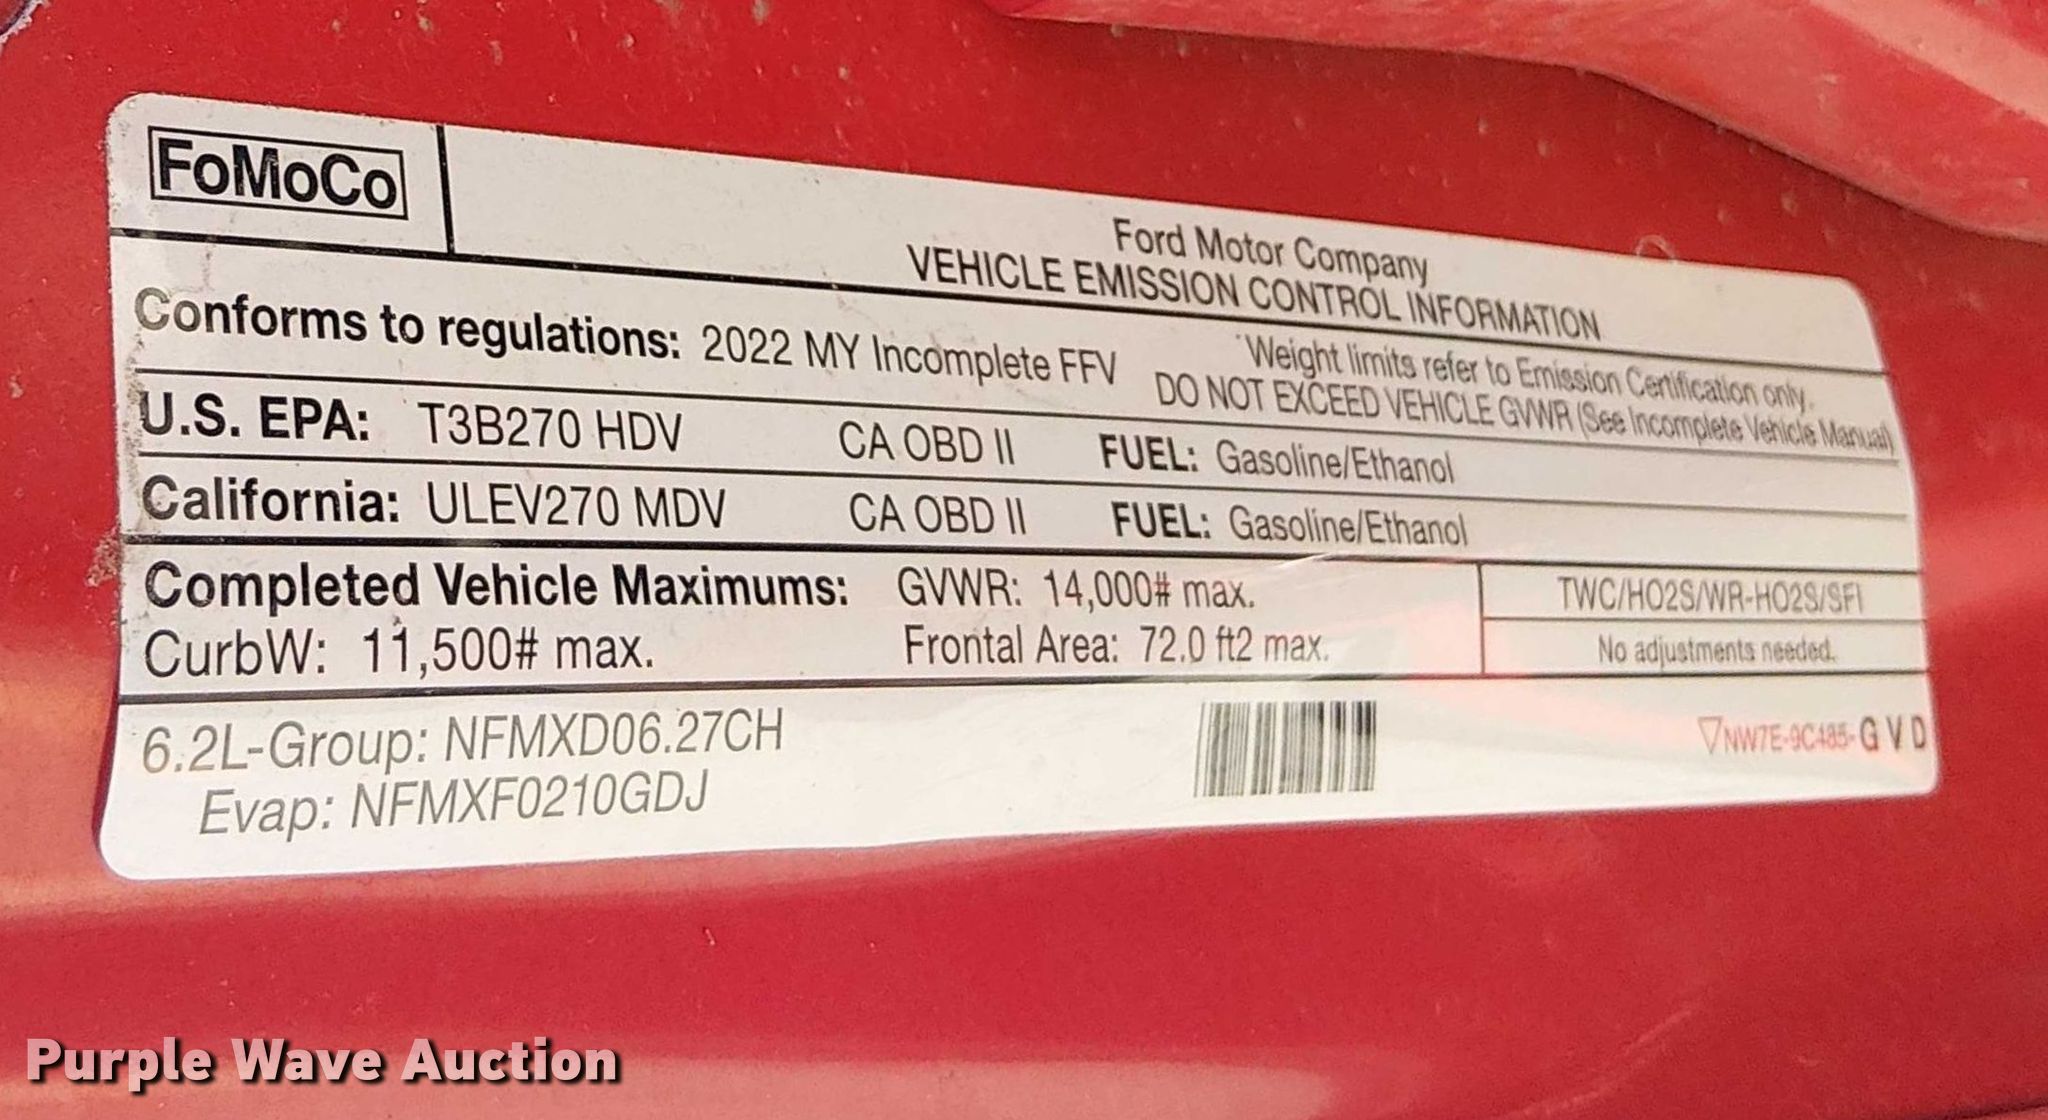 FoMoCo
Ford Motor Company
VEHICLE EMISSION CONTROL INFORMATION
Conforms to regulations: 2022 MY Incomplete FFV
Weight limits refer to Emission Certification only.
DO NOT EXCEED VEHICLE GVWR (See Incomplete Vehicle Manual)
U.S. EPA: T3B270 HDV CA OBD II FUEL: Gasoline/Ethanol
California: ULEV270 MDV CA OBD II FUEL: Gasoline/Ethanol
Completed Vehicle Maximums: GVWR: 14,000# max.
CurbW: 11,500# max. Frontal Area: 72.0 ft2 max.
TWC/HO2S/WR-HO2S/SFI
No adjustments needed.
6.2L-Group: NFMXD06.27CH
Evap: NFMXF0210GDJ
NW7E-9C485-G V D
Purple Wave Auction